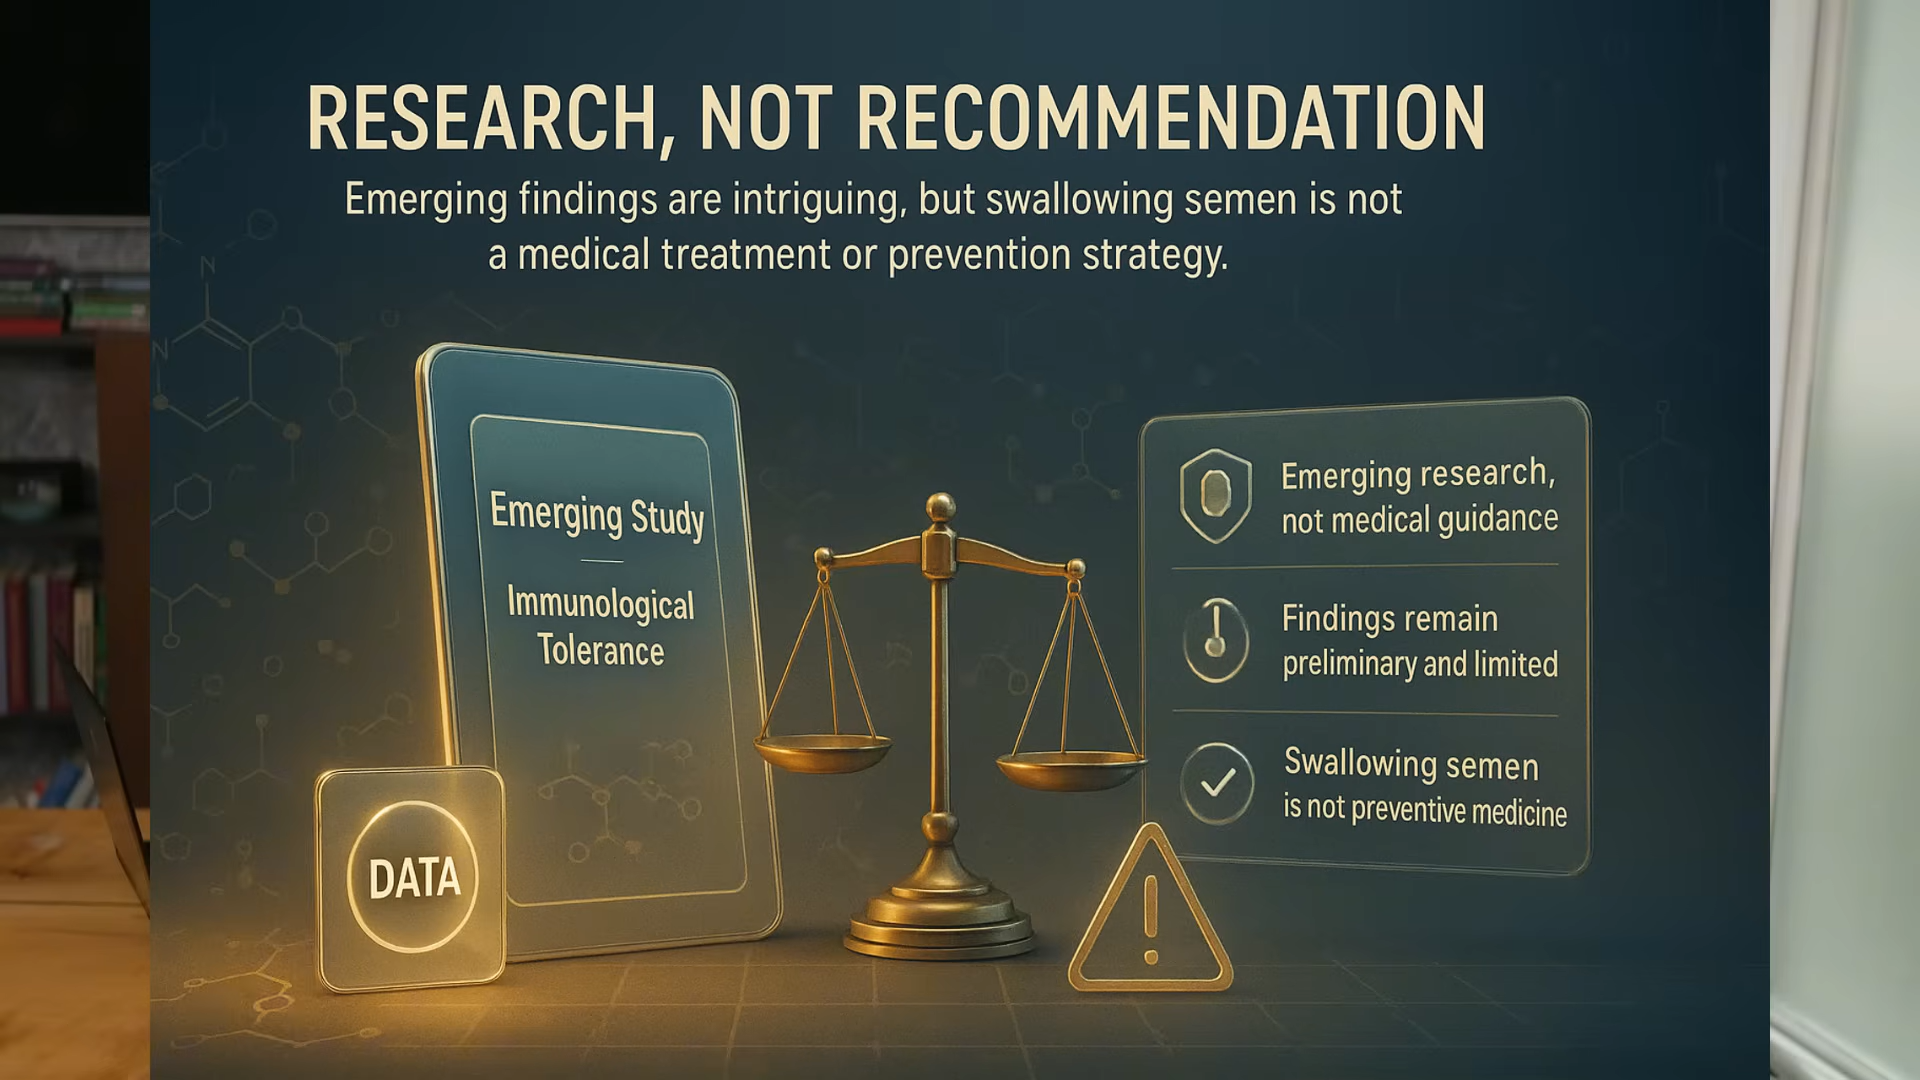 RESEARCH, NOT RECOMMENDATION
Emerging findings are intriguing, but swallowing semen is not
a medical treatment or prevention strategy.
Emerging Study
Immunological
Tolerance
DATA
Emerging research,
not medical guidance
Findings remain
preliminary and limited
Swallowing semen
is not preventive medicine
N
N